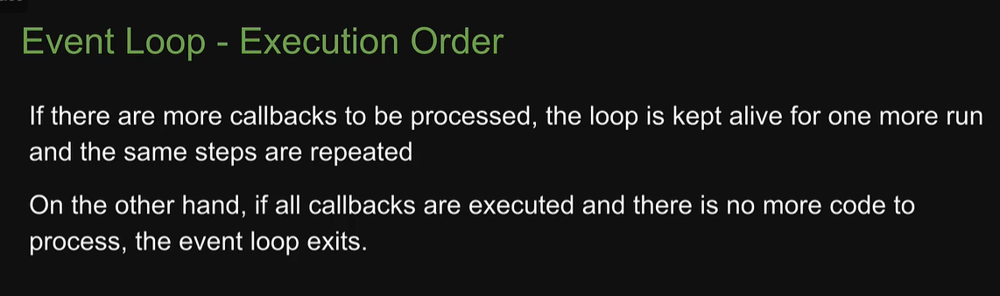 Event Loop - Execution Order
If there are more callbacks to be processed, the loop is kept alive for one more run
and the same steps are repeated
On the other hand, if all callbacks are executed and there is no more code to
process, the event loop exits.